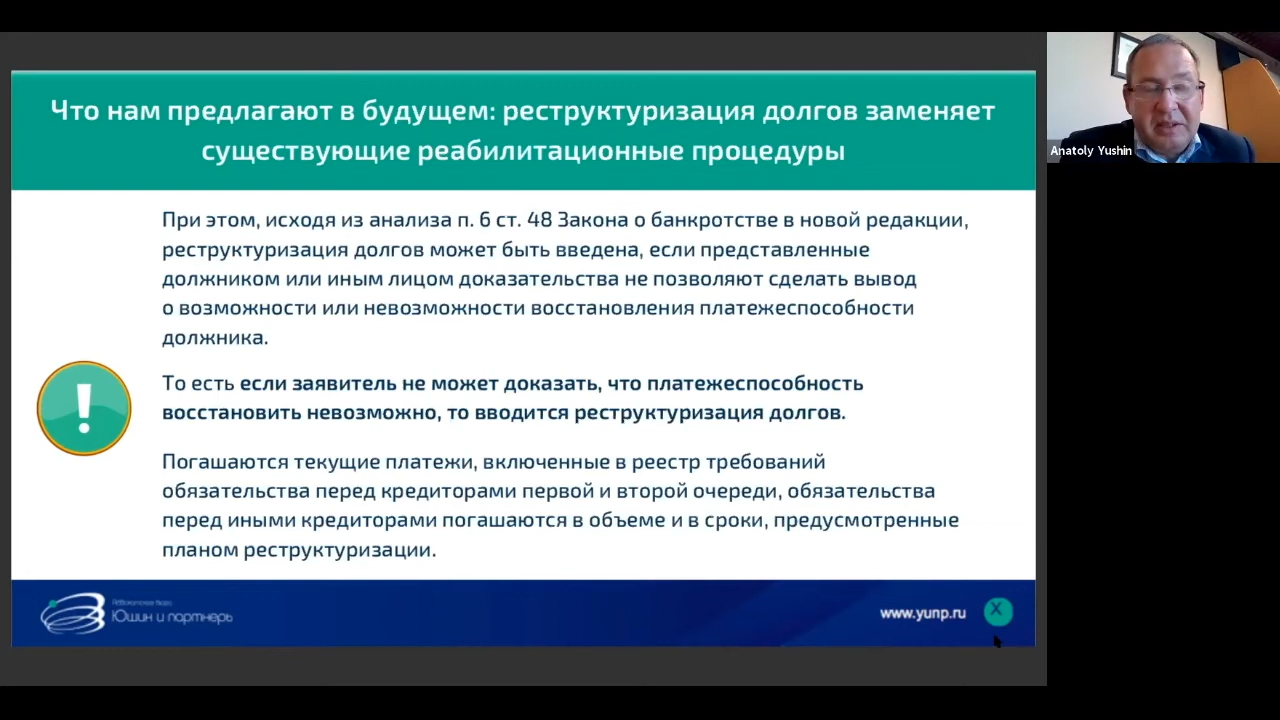 Что нам предлагают в будущем: реструктуризация долгов заменяет
существующие реабилитационные процедуры
При этом, исходя из анализа п. 6 ст. 48 Закона о банкротстве в новой редакции,
реструктуризация долгов может быть введена, если представленные
должником или иным лицом доказательства не позволяют сделать вывод
о возможности или невозможности восстановления платежеспособности
должника.
!
То есть если заявитель не может доказать, что платежеспособность
восстановить невозможно, то вводится реструктуризация долгов.
Погашаются текущие платежи, включенные в реестр требований
обязательства перед кредиторами первой и второй очереди, обязательства
перед иными кредиторами погашаются в объеме и в сроки, предусмотренные
планом реструктуризации.
Юшин и партнеры
www.yunp.ru
X
Anatoly Yushin